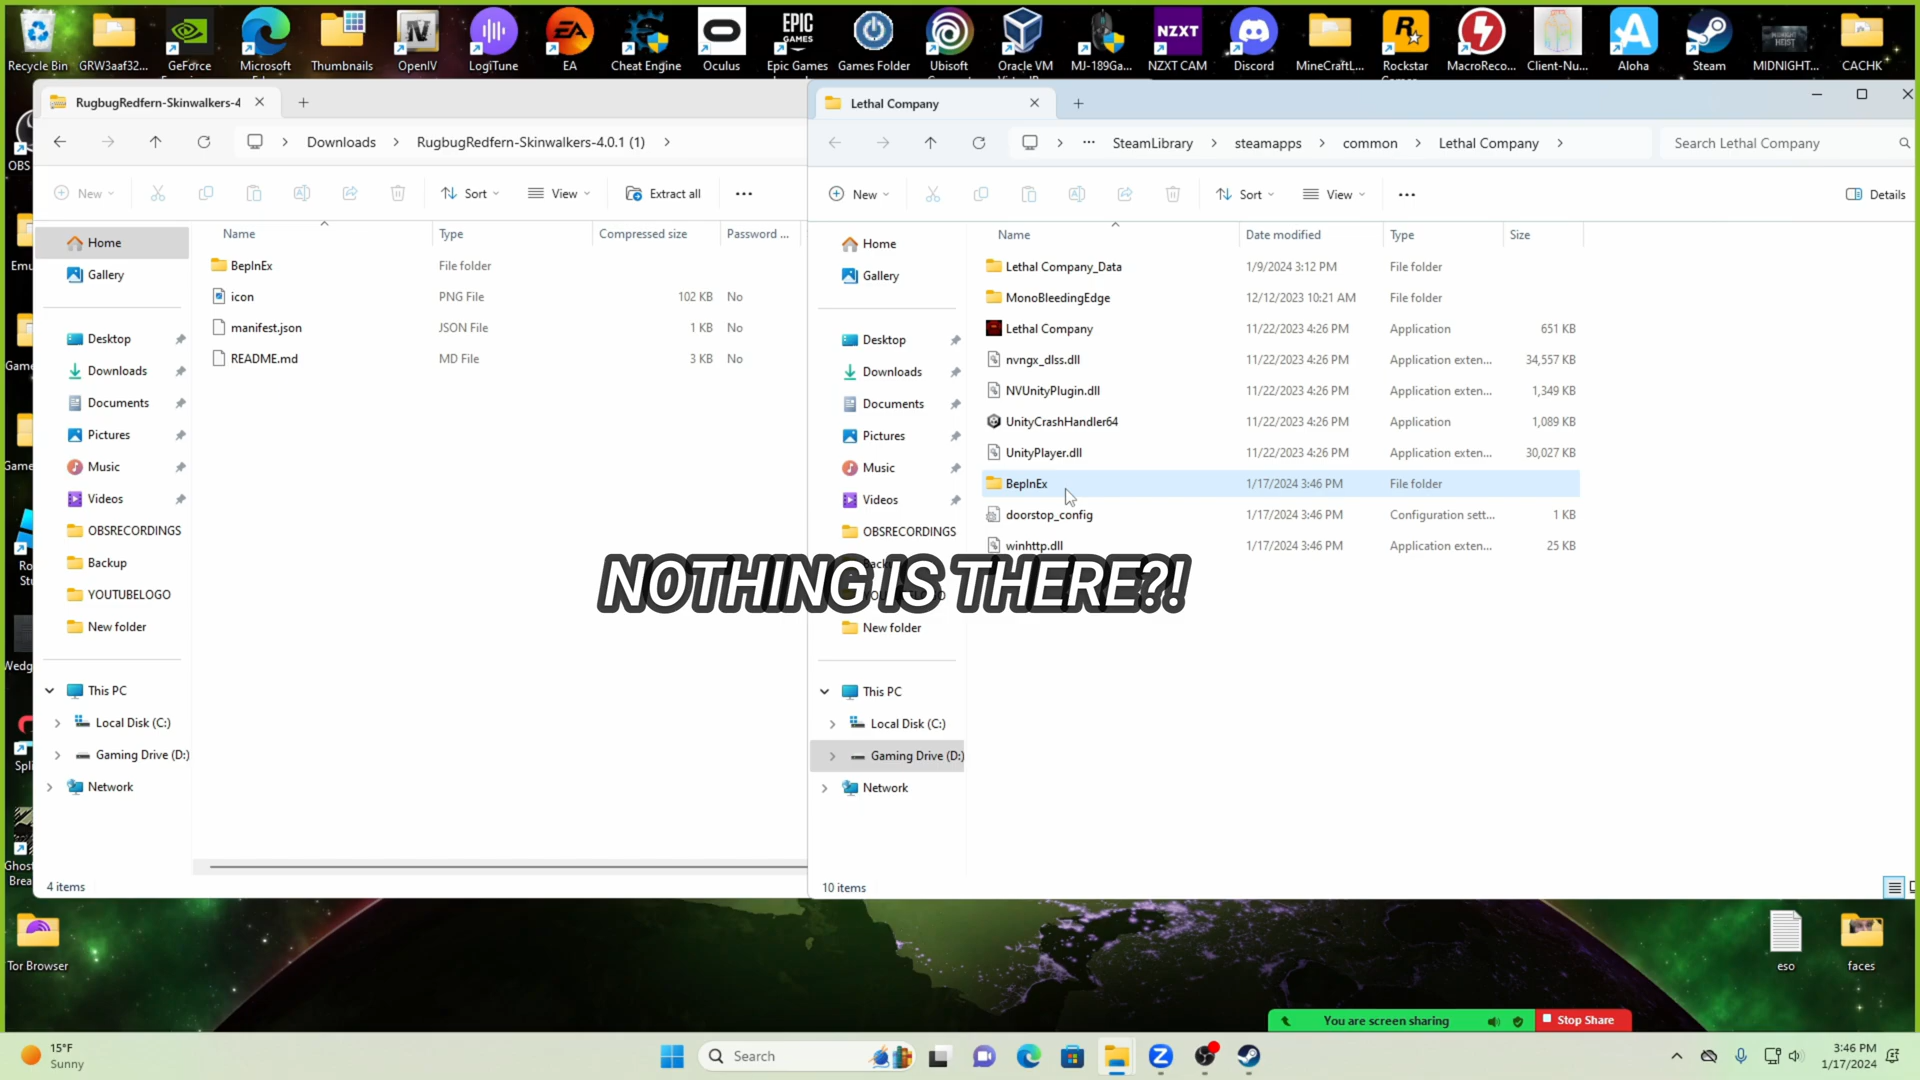 Recycle Bin
GRW3aaf32...
GeForce
Microsoft
Thumbnails
OpenIV
LogiTune
EA
Cheat Engine
Oculus
EPIC
GAMES
Epic Games
Games Folder
Ubisoft
Oracle VM
MJ-189Ga...
NZXT
NZXT CAM
Discord
MineCraftL...
Rockstar
MacroReco...
Client-Nu...
Aloha
Steam
MIDNIGHT...
CACHK
RugbugRedfern-Skinwalkers-4
Downloads
RugbugRedfern-Skinwalkers-4.0.1 (1)
New
Sort
View
Extract all
Name
Type
Compressed size
Password ...
BepInEx
File folder
icon
PNG File
102 KB
No
manifest.json
JSON File
1 KB
No
README.md
MD File
3 KB
No
Home
Gallery
Desktop
Downloads
Documents
Pictures
Music
Videos
OBSRECORDINGS
Backup
YOUTUBELOGO
New folder
This PC
Local Disk (C:)
Gaming Drive (D:)
Network
4 items
Lethal Company
SteamLibrary
steamapps
common
Lethal Company
Search Lethal Company
New
Sort
View
Details
Name
Date modified
Type
Size
Lethal Company_Data
1/9/2024 3:12 PM
File folder
MonoBleedingEdge
12/12/2023 10:21 AM
File folder
Lethal Company
11/22/2023 4:26 PM
Application
651 KB
nvngx_dlss.dll
11/22/2023 4:26 PM
Application exten...
34,557 KB
NVUnityPlugin.dll
11/22/2023 4:26 PM
Application exten...
1,349 KB
UnityCrashHandler64
11/22/2023 4:26 PM
Application
1,089 KB
UnityPlayer.dll
11/22/2023 4:26 PM
Application exten...
30,027 KB
BepInEx
1/17/2024 3:46 PM
File folder
doorstop_config
1/17/2024 3:46 PM
Configuration sett...
1 KB
winhttp.dll
1/17/2024 3:46 PM
Application exten...
25 KB
Home
Gallery
Desktop
Downloads
Documents
Pictures
Music
Videos
OBSRECORDINGS
New folder
This PC
Local Disk (C:)
Gaming Drive (D:)
Network
10 items
NOTHING IS THERE?!
OBS
Tor Browser
eso
faces
You are screen sharing
Stop Share
15°F
Sunny
Search
3:46 PM
1/17/2024